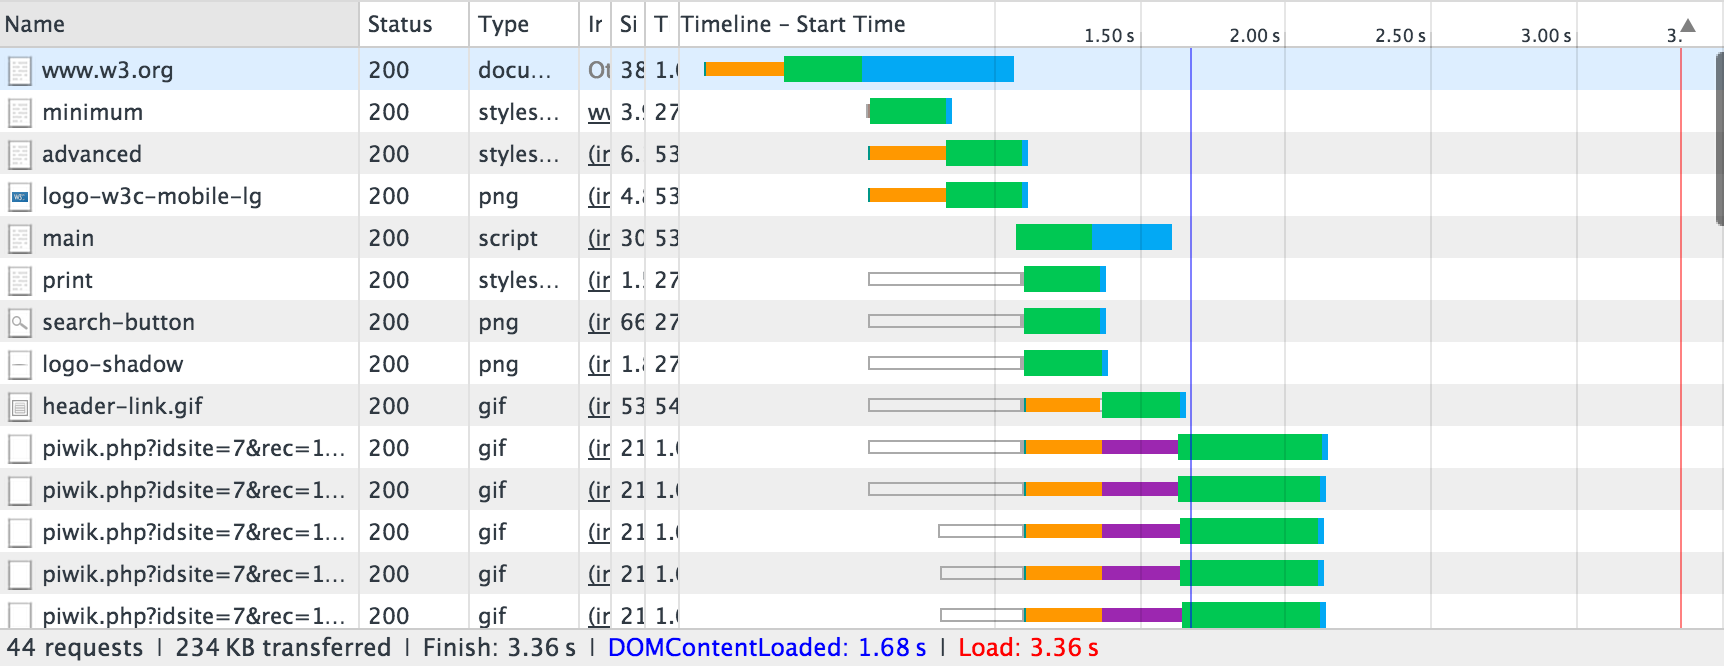 Name Status Type Ir Si T Timeline – Start Time 1.50 s 2.00 s 2.50 s 3.00 s 3.
www.w3.org 200 docu... Ot 38 1.
minimum 200 styles... 3. 27
advanced 200 styles... (ir 6. 53
logo-w3c-mobile-lg 200 png (ir 4. 53
main 200 script (ir 30 53
print 200 styles... (ir 1. 27
search-button 200 png (ir 66 27
logo-shadow 200 png (ir 1. 27
header-link.gif 200 gif (ir 53 54
piwik.php?idsite=7&rec=1... 200 gif (ir 21 1.
piwik.php?idsite=7&rec=1... 200 gif (ir 21 1.
piwik.php?idsite=7&rec=1... 200 gif (ir 21 1.
piwik.php?idsite=7&rec=1... 200 gif (ir 21 1.
piwik.php?idsite=7&rec=1... 200 gif (ir 21 1.
44 requests | 234 KB transferred | Finish: 3.36 s | DOMContentLoaded: 1.68 s | Load: 3.36 s